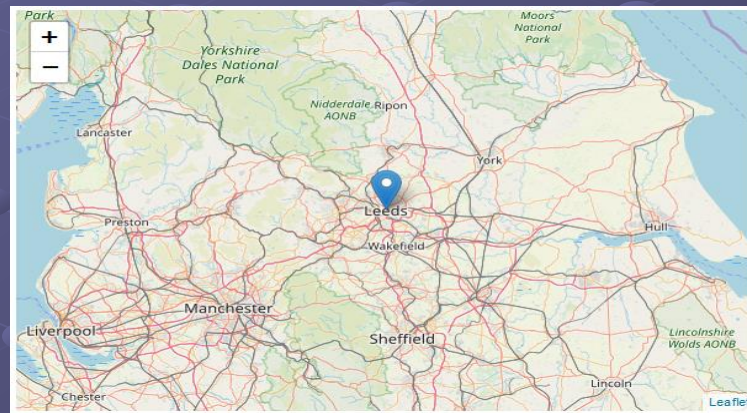 Park
Moors
National
Park
+
−
Yorkshire
Dales National
Park
Nidderdale
AONB
Ripon
Lancaster
York
Leeds
Preston
Hull
Wakefield
Manchester
Liverpool
Sheffield
Lincolnshire
Wolds AONB
Lincoln
Chester
Leaflet